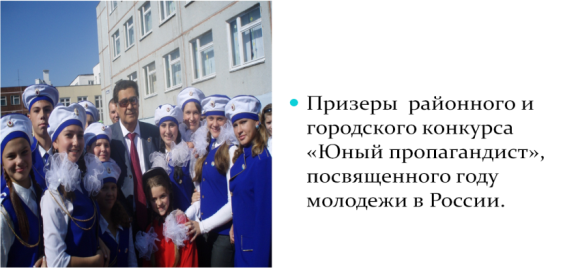 Призеры районного и
городского конкурса
«Юный пропагандист»,
посвященного году
молодежи в России.